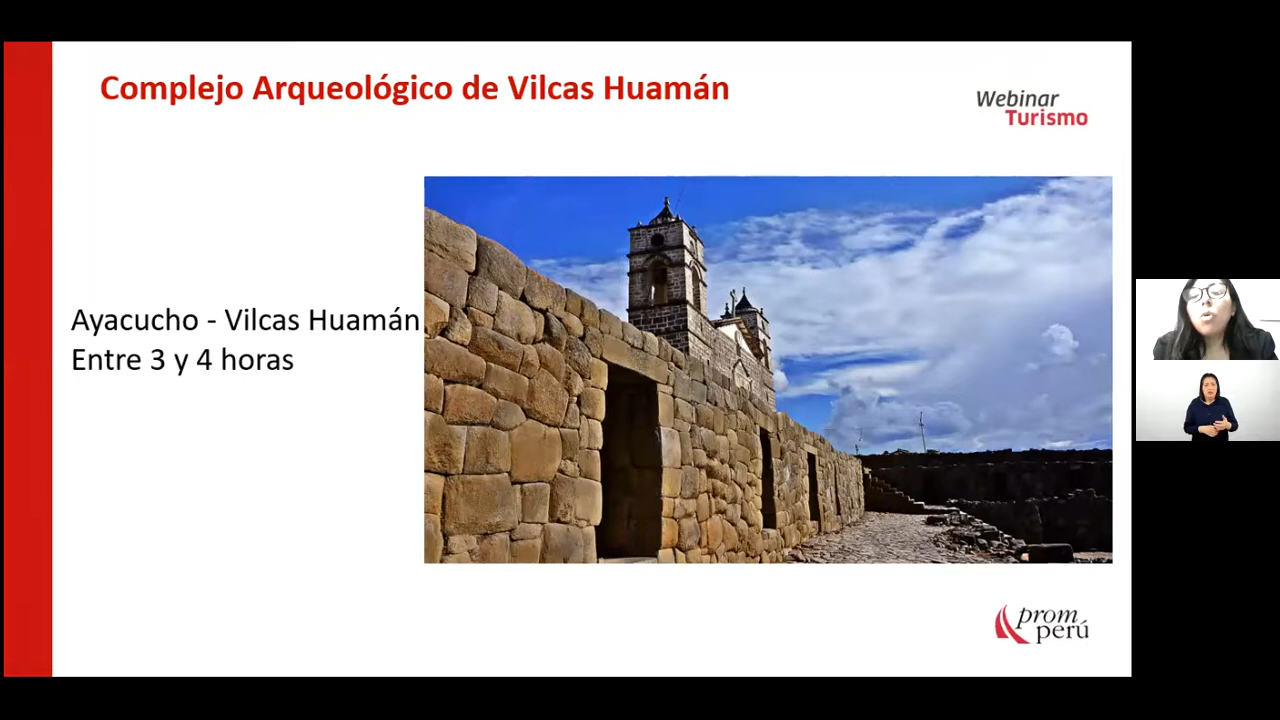 Complejo Arqueológico de Vilcas Huamán
Webinar
Turismo
Ayacucho - Vilcas Huamán
Entre 3 y 4 horas
prom
perú